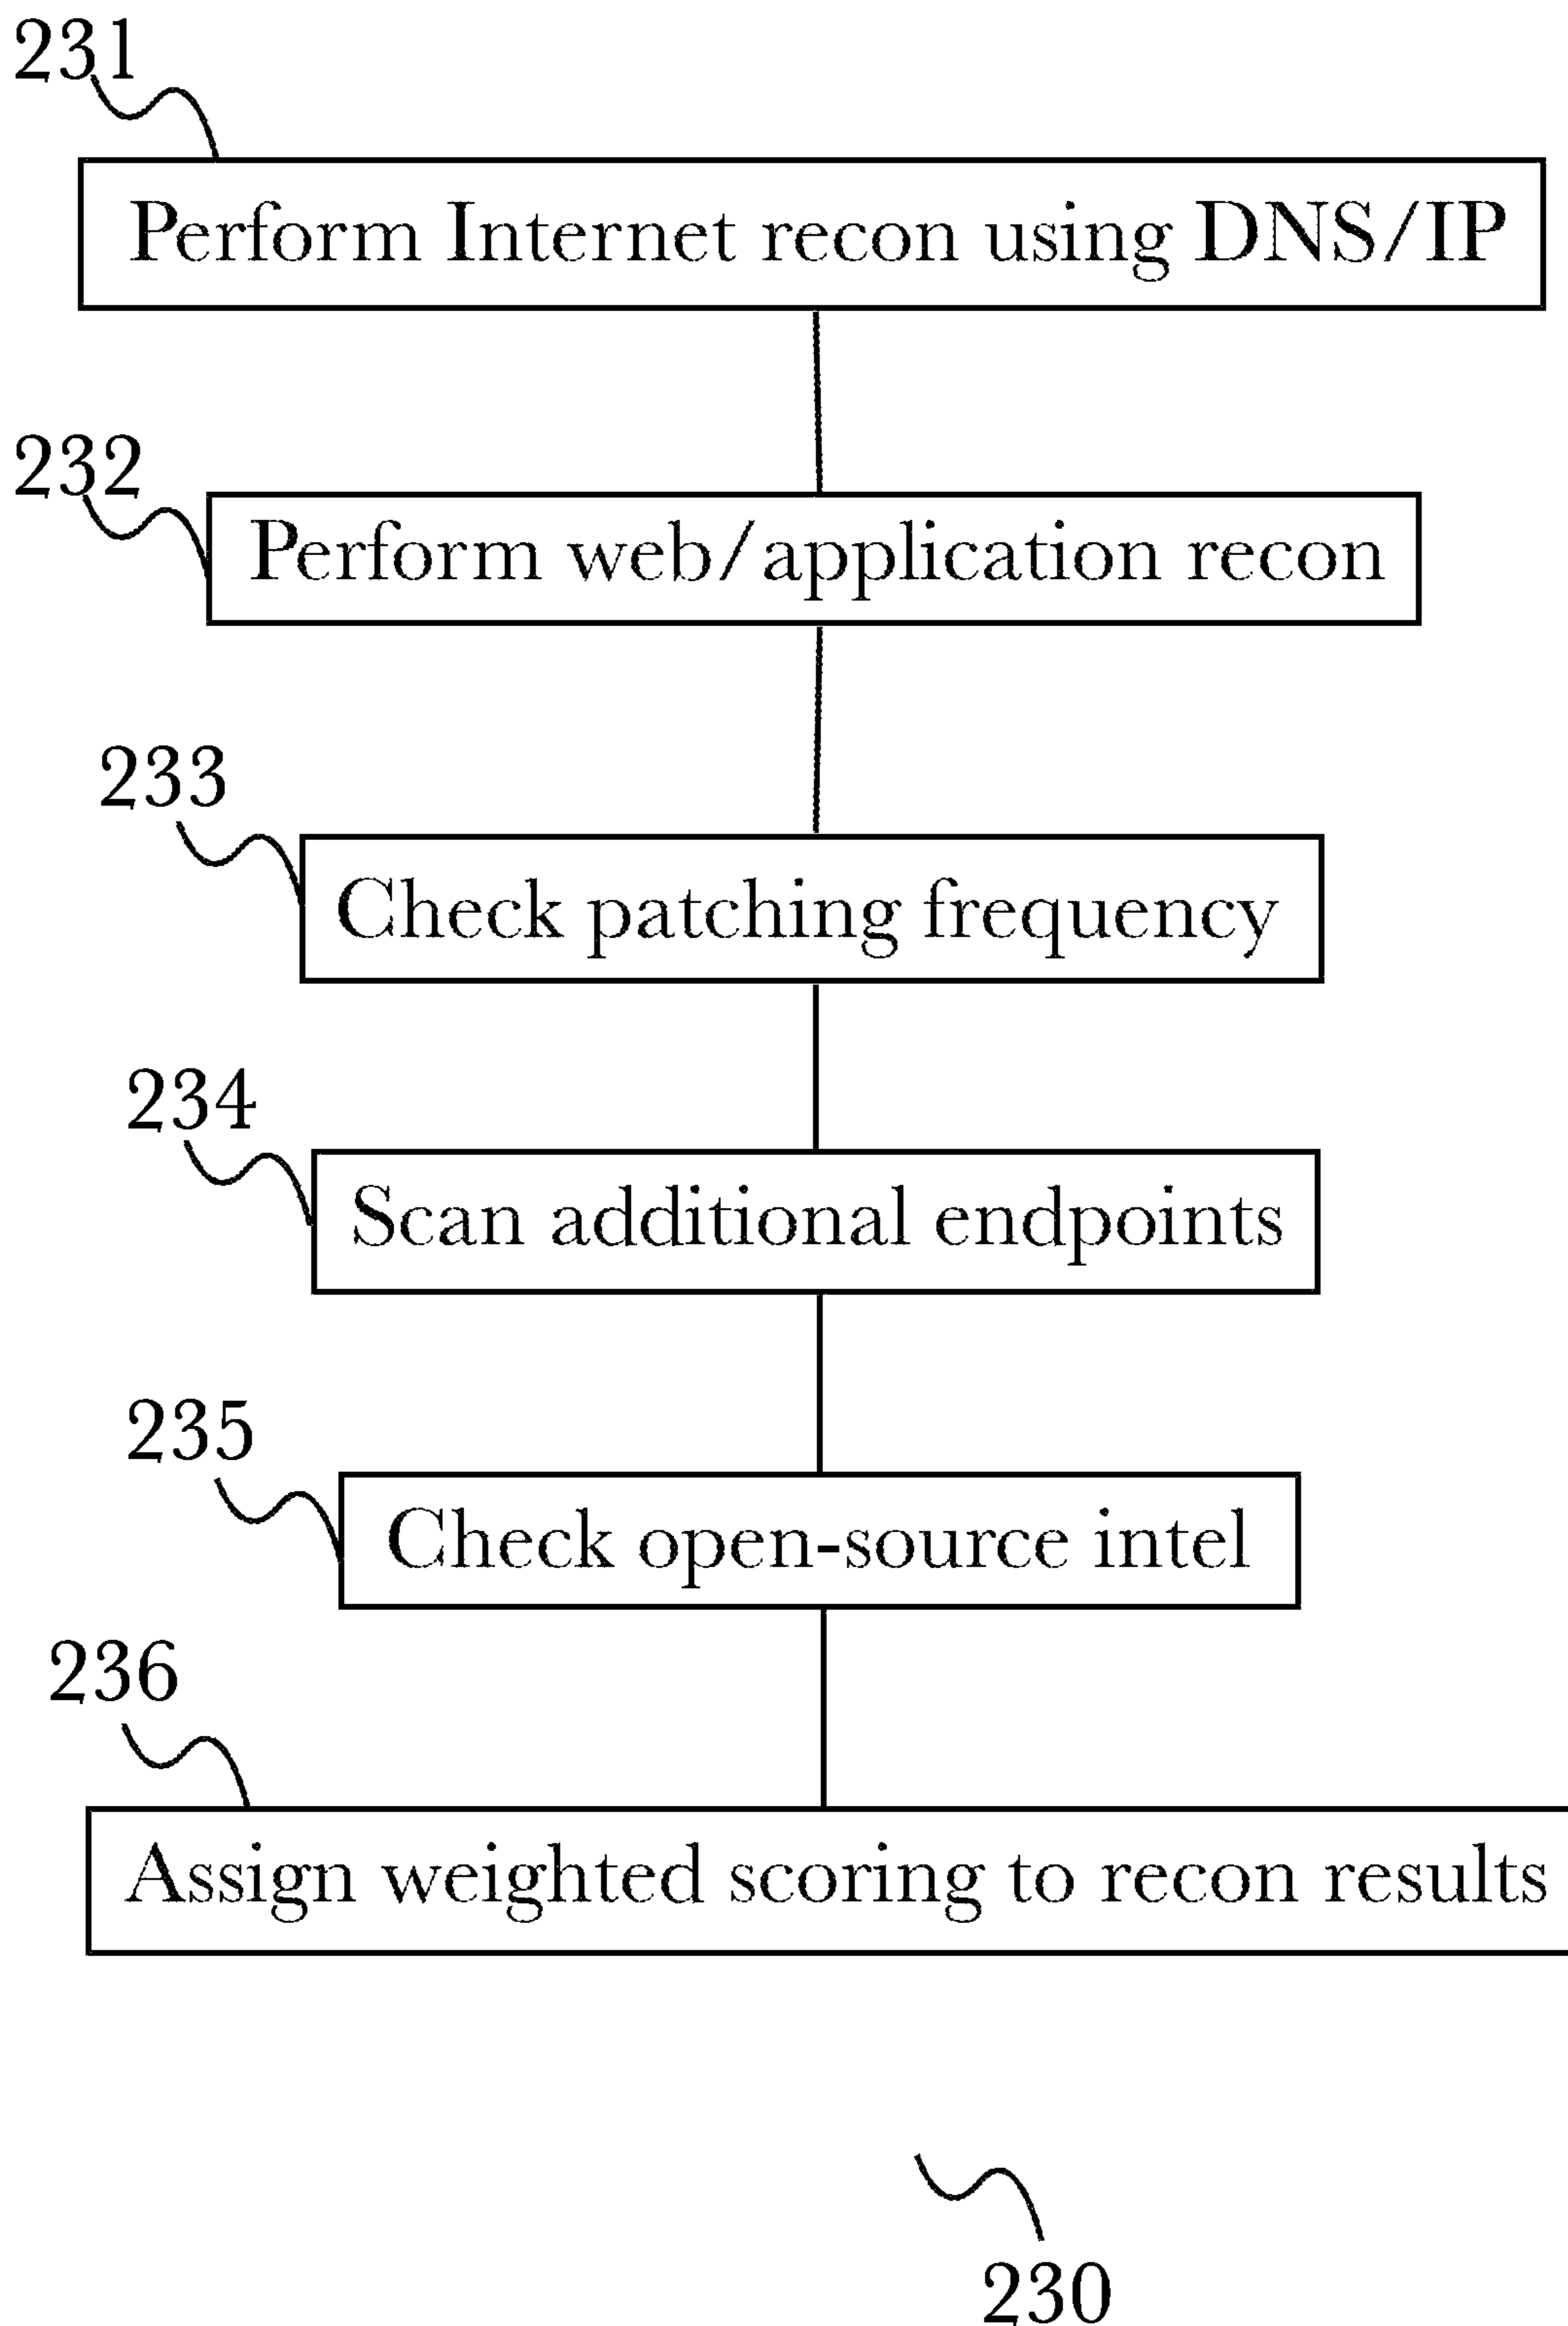 231
Perform Internet recon using DNS/IP
232
Perform web/application recon
233
Check patching frequency
234
Scan additional endpoints
235
Check open-source intel
236
Assign weighted scoring to recon results
230